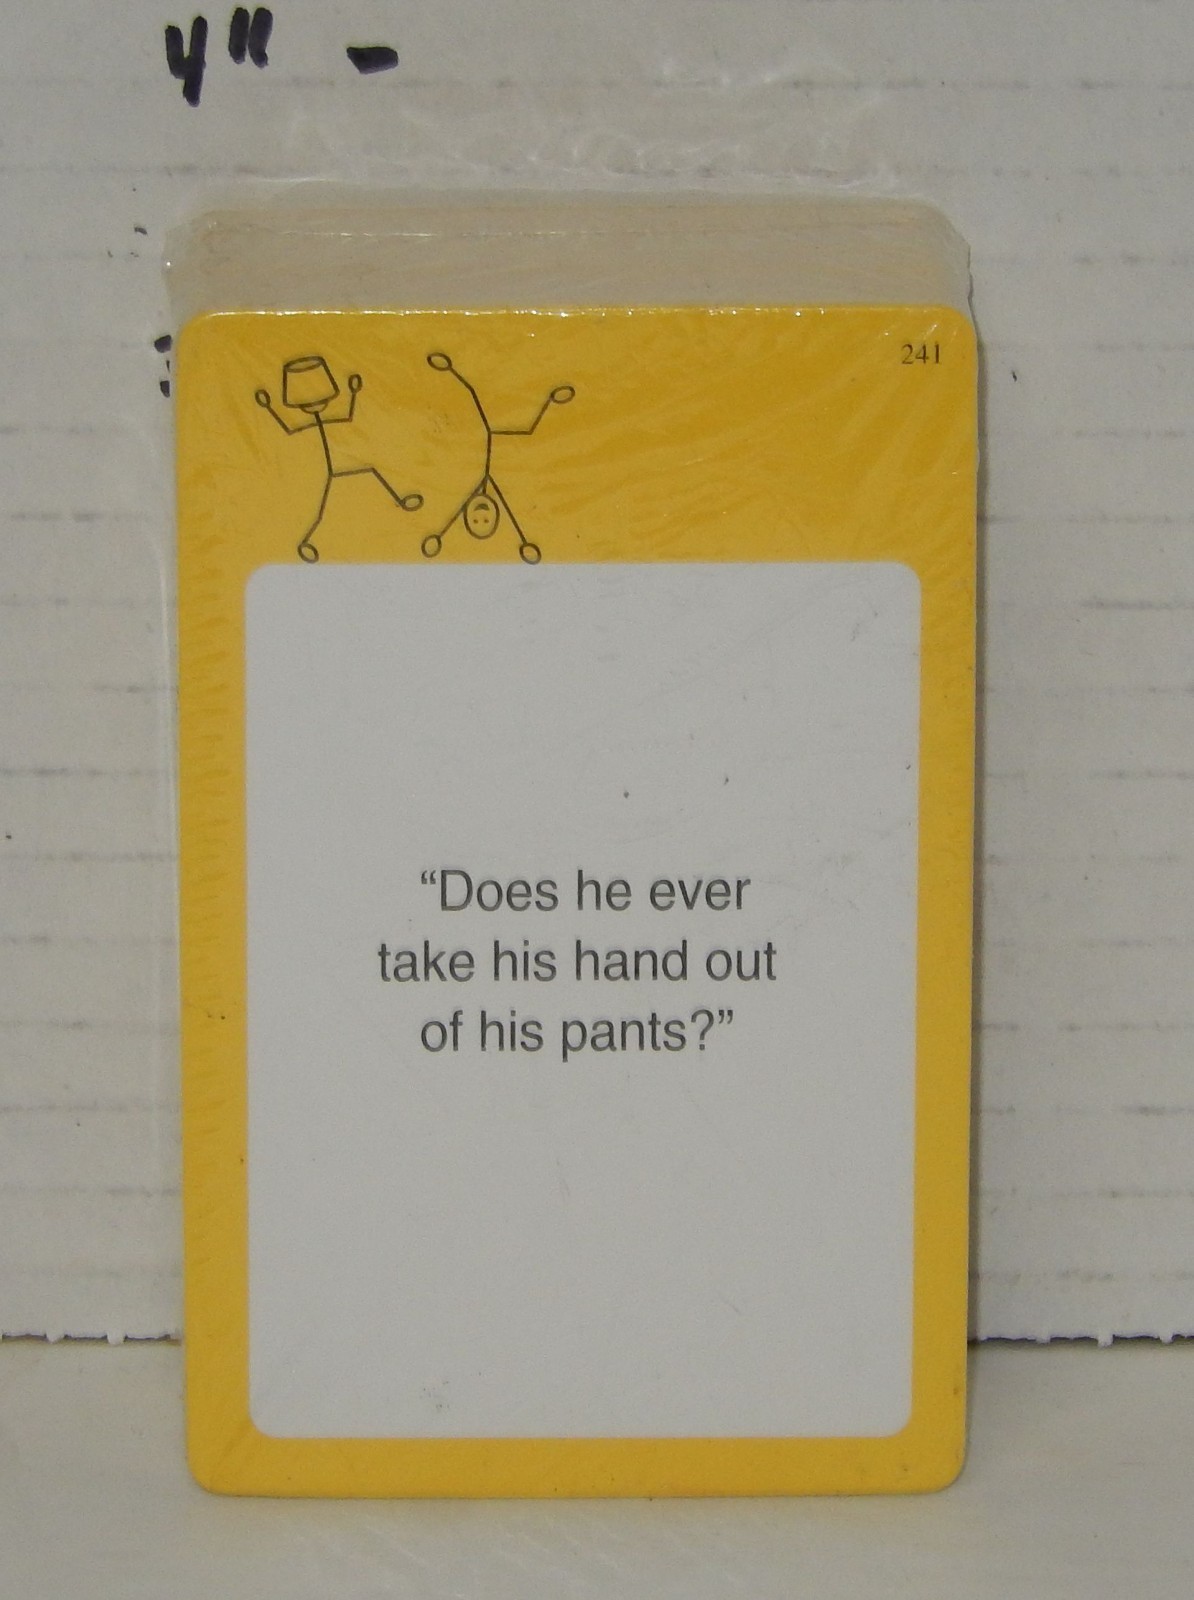 4" -
241
“Does he ever
take his hand out
of his pants?”